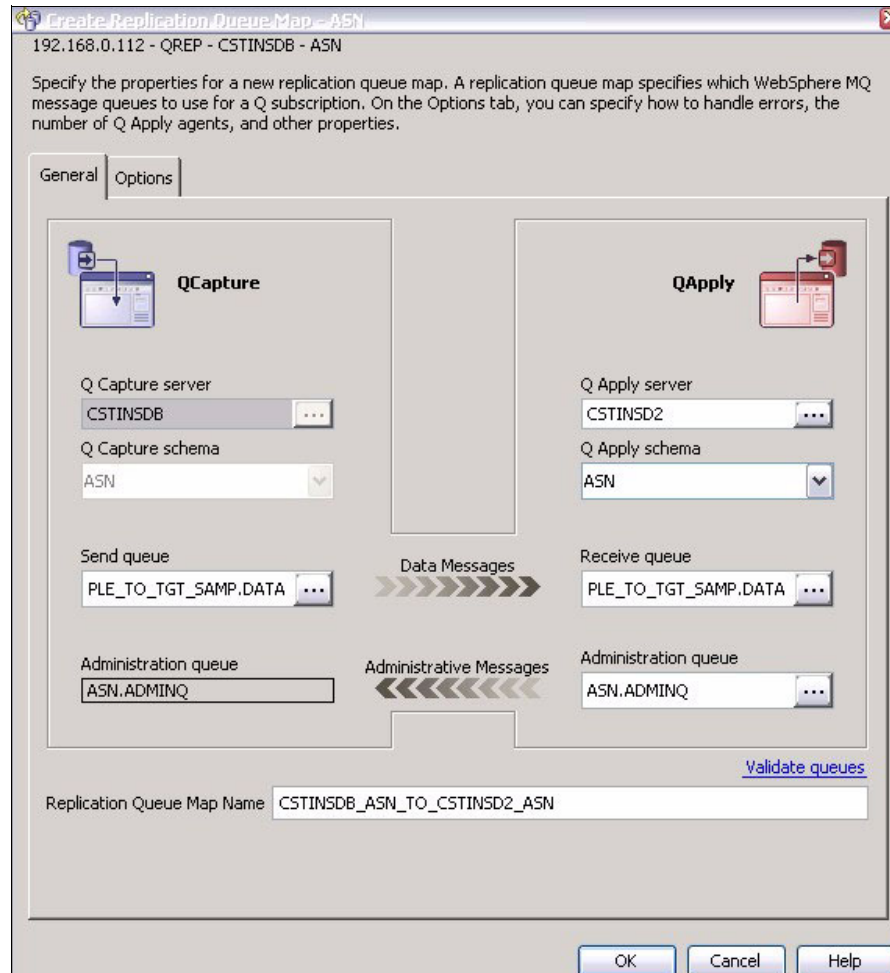 Create Replication Queue Map - ASN
192.168.0.112 - QREP - CSTINSDB - ASN
Specify the properties for a new replication queue map. A replication queue map specifies which WebSphere MQ
message queues to use for a Q subscription. On the Options tab, you can specify how to handle errors, the
number of Q Apply agents, and other properties.
General Options
QCapture
QApply
Q Capture server
Q Apply server
CSTINSDB ...
CSTINSD2 ...
Q Capture schema
Q Apply schema
ASN
ASN
Send queue
Data Messages
Receive queue
PLE_TO_TGT_SAMP.DATA ...
PLE_TO_TGT_SAMP.DATA ...
Administration queue
Administrative Messages
Administration queue
ASN.ADMINQ
ASN.ADMINQ ...
Validate queues
Replication Queue Map Name CSTINSDB_ASN_TO_CSTINSD2_ASN
OK Cancel Help